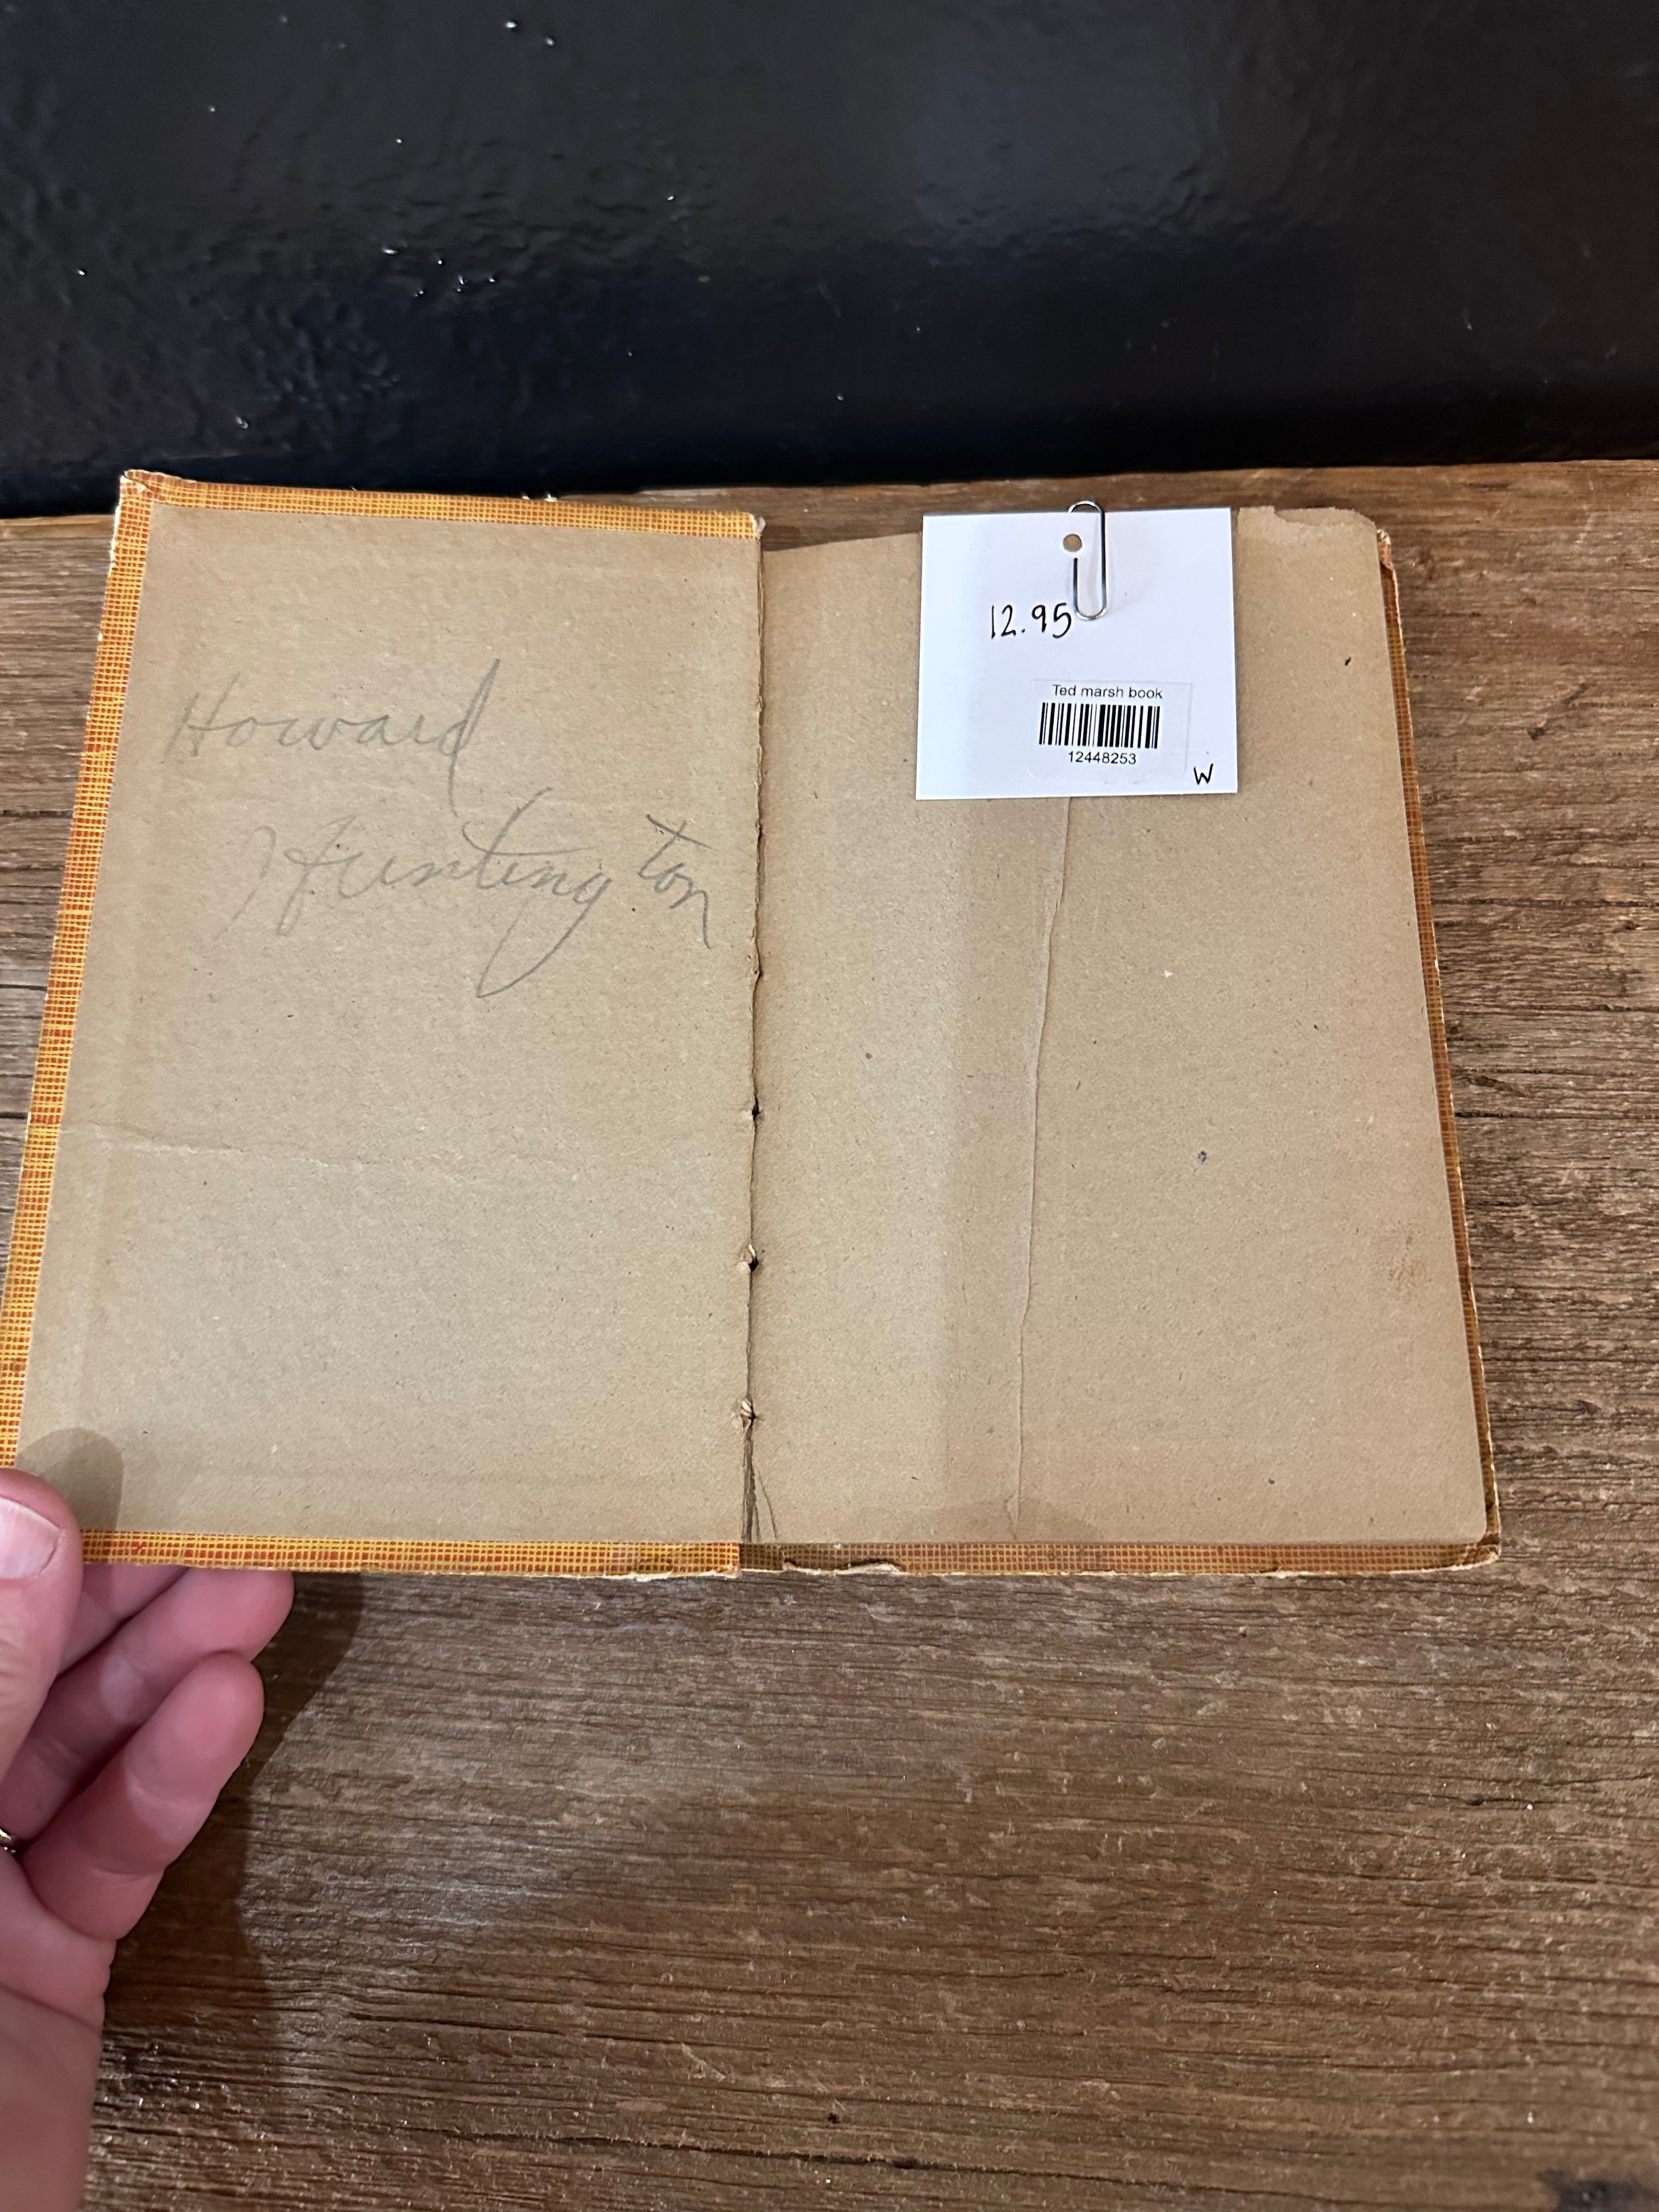 Howard
Huntington
12.95
Ted marsh book
12448253
W